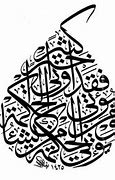 يؤتي الحكمة من يشاء
ومن يؤت الحكمة
فقد أوتي خيرا
كثيرا